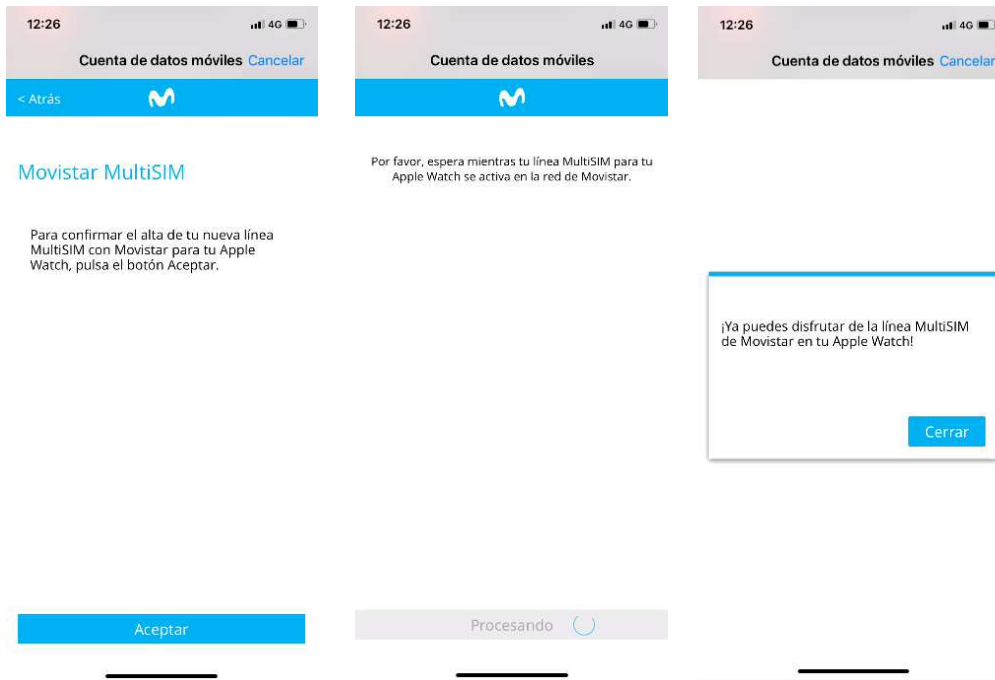 12:26
4G
Cuenta de datos móviles Cancelar
< Atrás
Movistar MultiSIM
Para confirmar el alta de tu nueva línea
MultiSIM con Movistar para tu Apple
Watch, pulsa el botón Aceptar.
Aceptar
12:26
4G
Cuenta de datos móviles
Por favor, espera mientras tu línea MultiSIM para tu
Apple Watch se activa en la red de Movistar.
Procesando
12:26
4G
Cuenta de datos móviles Cancelar
¡Ya puedes disfrutar de la línea MultiSIM
de Movistar en tu Apple Watch!
Cerrar